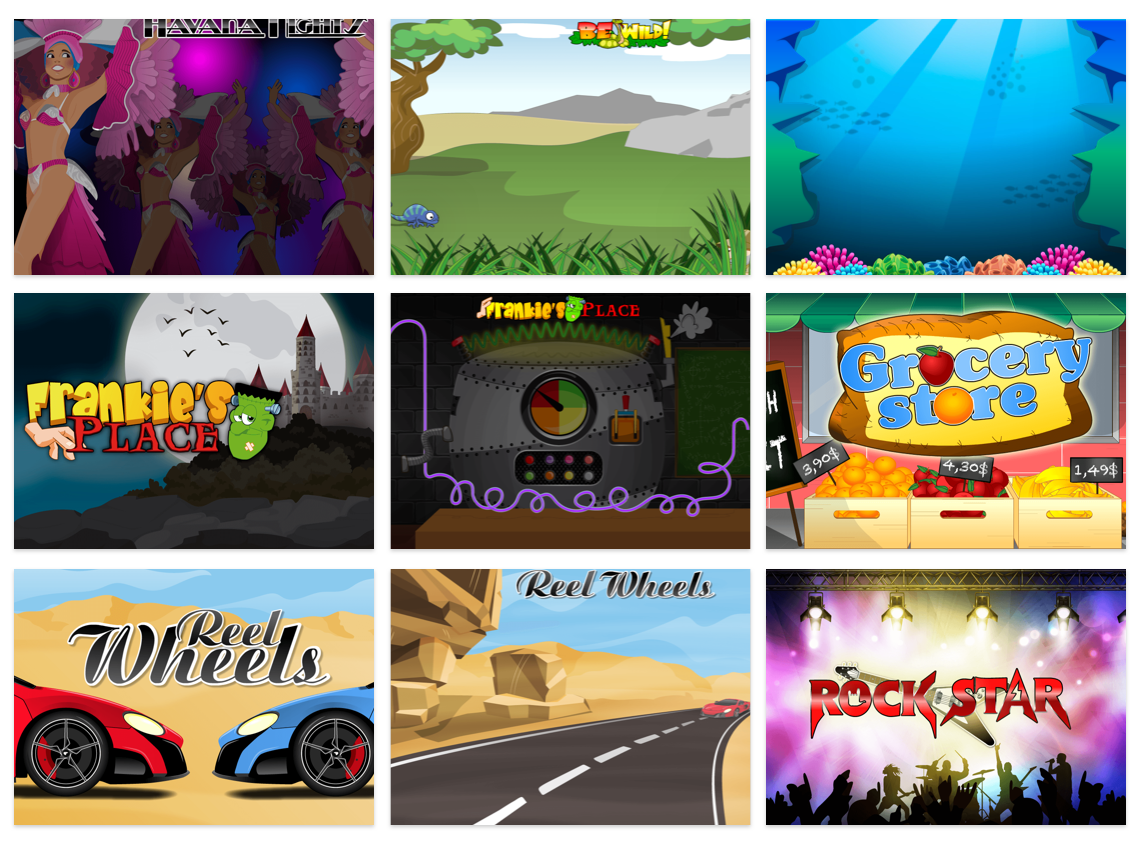 HAVANA NIGHTS
BE WILD!
FRANKIE'S
PLACE
FRANKIE'S PLACE
Grocery
store
3,90$
4,30$
1,49$
Reel
Wheels
Reel Wheels
ROCK STAR